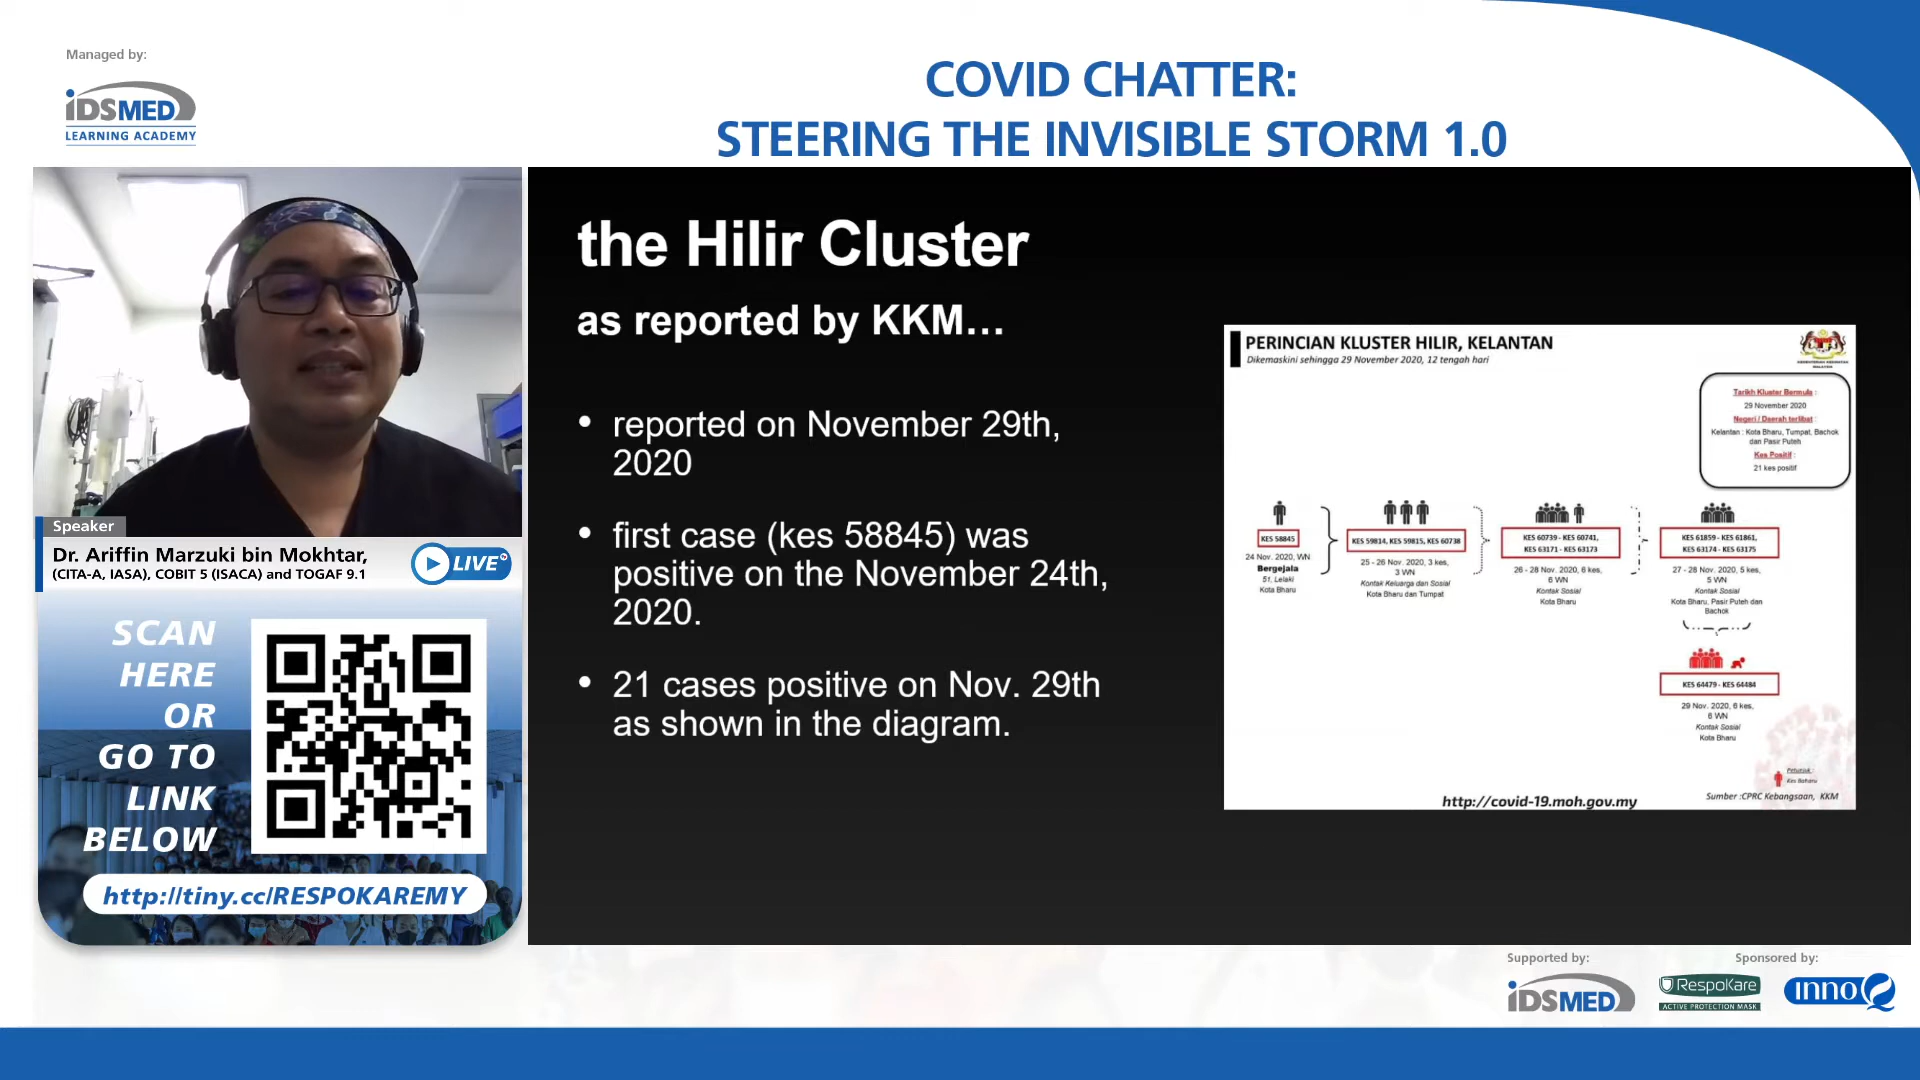 Managed by:
iDSMED
LEARNING ACADEMY
COVID CHATTER:
STEERING THE INVISIBLE STORM 1.0
Speaker
Dr. Ariffin Marzuki bin Mokhtar,
(CITA-A, IASA), COBIT 5 (ISACA) and TOGAF 9.1
LIVE
SCAN
HERE
OR
GO TO
LINK
BELOW
http://tiny.cc/RESPOKAREMY
the Hilir Cluster
as reported by KKM...
• reported on November 29th,
2020
• first case (kes 58845) was
positive on the November 24th,
2020.
• 21 cases positive on Nov. 29th
as shown in the diagram.
PERINCIAN KLUSTER HILIR, KELANTAN
Dikemaskini sehingga 29 November 2020, 12 tengah hari
Tarikh Kluster Bermula :
29 November 2020
Negeri / Daerah terlibat :
Kelantan : Kota Bharu, Tumpat, Bachok
dan Pasir Puteh
Kes Positif :
21 kes positif
KES 58845
24 Nov. 2020, WN
Bergejala
51, Lelaki
Kota Bharu
KES 59814, KES 59815, KES 60738
25 - 26 Nov. 2020, 3 kes,
3 WN
Kontak Keluarga dan Sosial
Kota Bharu dan Tumpat
KES 60739 - KES 60741,
KES 63171 - KES 63173
26 - 28 Nov. 2020, 6 kes,
6 WN
Kontak Sosial
Kota Bharu
KES 61859 - KES 61861,
KES 63174 - KES 63175
27 - 28 Nov. 2020, 5 kes,
5 WN
Kontak Sosial
Kota Bharu, Pasir Puteh dan
Bachok
KES 64479 - KES 64484
29 Nov. 2020, 6 kes,
6 WN
Kontak Sosial
Kota Bharu
Petunjuk :
Kes Baharu
http://covid-19.moh.gov.my
Sumber :CPRC Kebangsaan, KKM
Supported by:
iDSMED
Sponsored by:
RespoKare
ACTIVE PROTECTION MASK
INNOQ